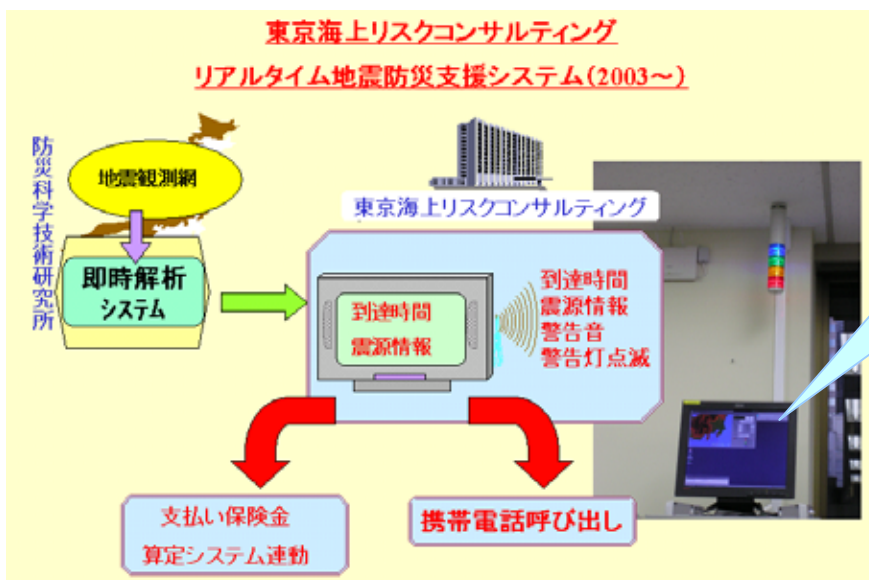 東京海上リスクコンサルティング
リアルタイム地震防災支援システム(2003～)
防災科学技術研究所
地震観測網
即時解析
システム
東京海上リスクコンサルティング
到達時間
震源情報
到達時間
震源情報
警告音
警告灯点滅
支払い保険金
算定システム連動
携帯電話呼び出し